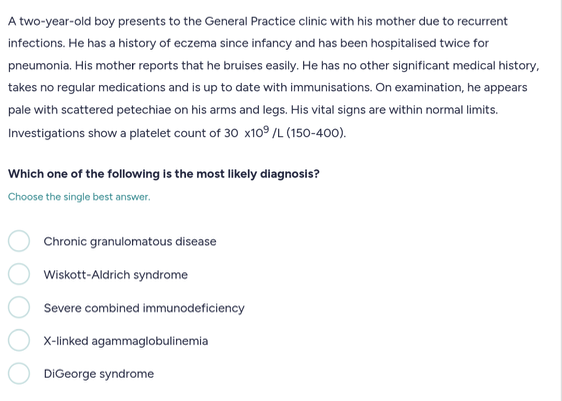 A two-year-old boy presents to the General Practice clinic with his mother due to recurrent
infections. He has a history of eczema since infancy and has been hospitalised twice for
pneumonia. His mother reports that he bruises easily. He has no other significant medical history,
takes no regular medications and is up to date with immunisations. On examination, he appears
pale with scattered petechiae on his arms and legs. His vital signs are within normal limits.
Investigations show a platelet count of 30 x10⁹ /L (150-400).
Which one of the following is the most likely diagnosis?
Choose the single best answer.
Chronic granulomatous disease
Wiskott-Aldrich syndrome
Severe combined immunodeficiency
X-linked agammaglobulinemia
DiGeorge syndrome